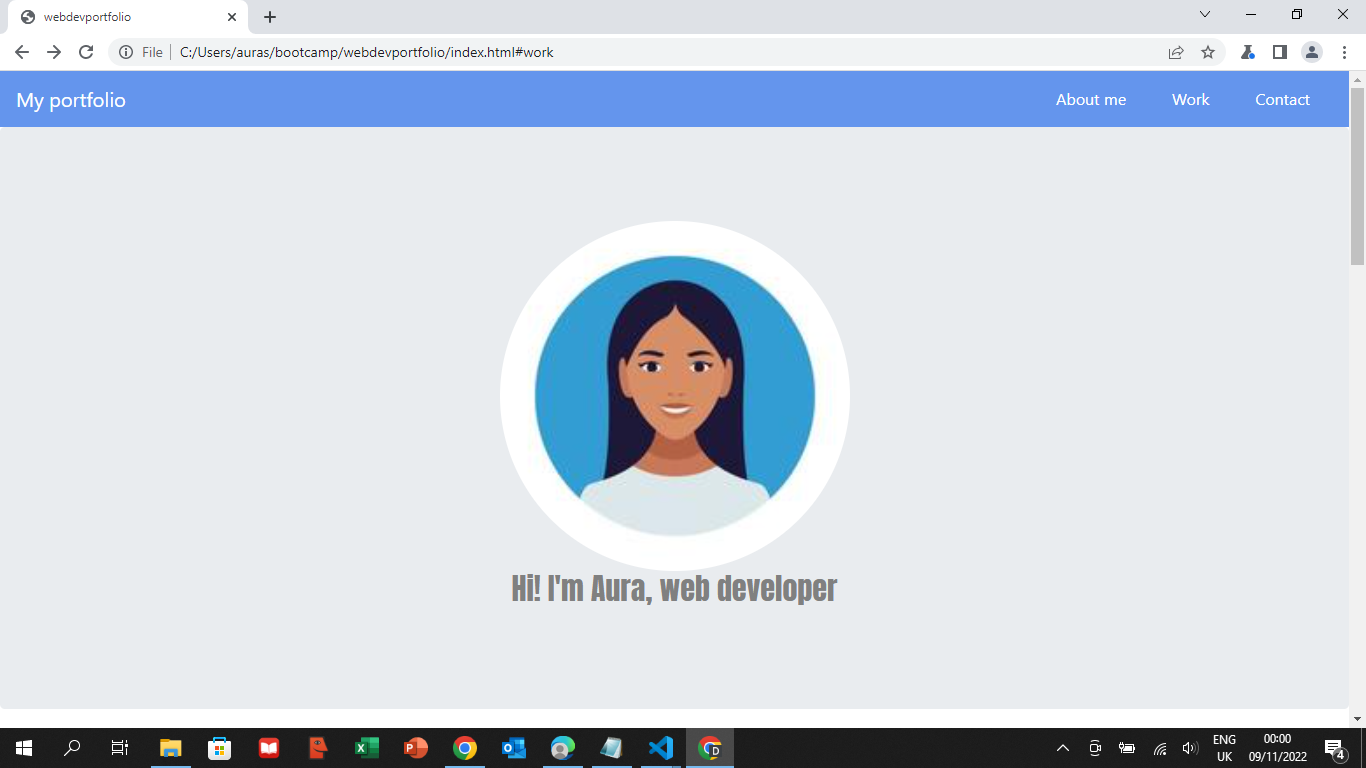 webdevportfolio
File
C:/Users/auras/bootcamp/webdevportfolio/index.html#work
My portfolio
About me
Work
Contact
Hi! I'm Aura, web developer
ENG
UK
00:00
09/11/2022
4